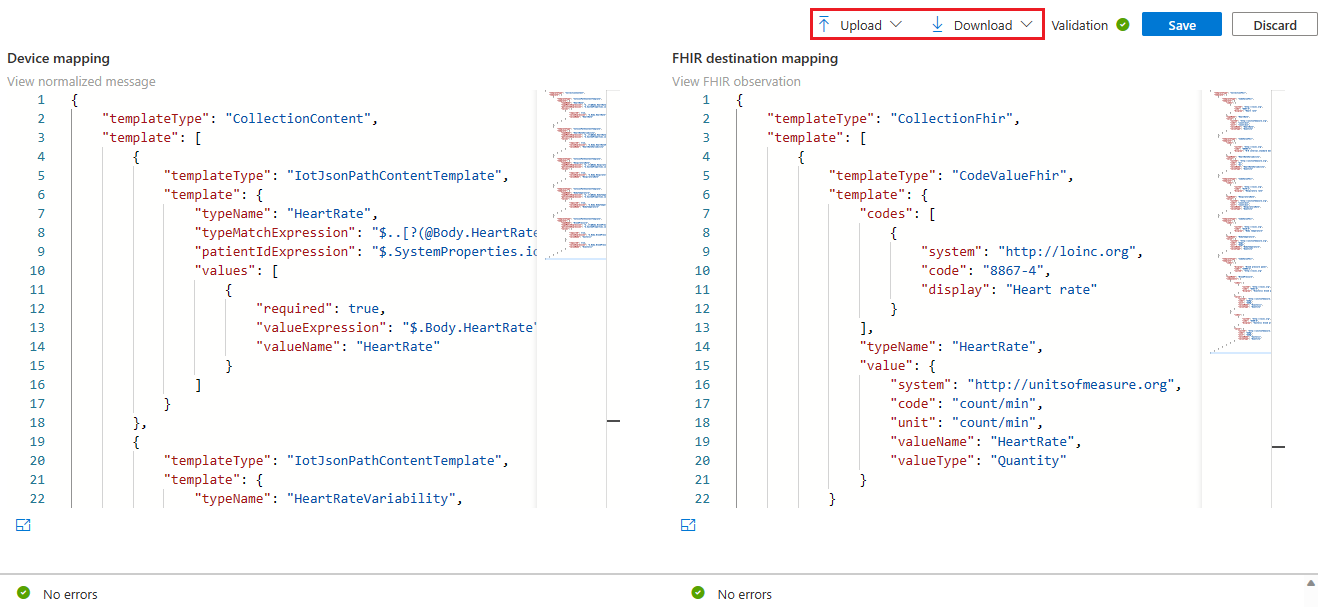 Upload Download Validation Save Discard
Device mapping
View normalized message
1 {
2 "templateType": "CollectionContent",
3 "template": [
4 {
5 "templateType": "IotJsonPathContentTemplate",
6 "template": {
7 "typeName": "HeartRate",
8 "typeMatchExpression": "$..[?(@Body.HeartRate
9 "patientIdExpression": "$.SystemProperties.io
10 "values": [
11 {
12 "required": true,
13 "valueExpression": "$.Body.HeartRate"
14 "valueName": "HeartRate"
15 }
16 ]
17 }
18 },
19 {
20 "templateType": "IotJsonPathContentTemplate",
21 "template": {
22 "typeName": "HeartRateVariability",
No errors
FHIR destination mapping
View FHIR observation
1 {
2 "templateType": "CollectionFhir",
3 "template": [
4 {
5 "templateType": "CodeValueFhir",
6 "template": {
7 "codes": [
8 {
9 "system": "http://loinc.org",
10 "code": "8867-4",
11 "display": "Heart rate"
12 }
13 ],
14 "typeName": "HeartRate",
15 "value": {
16 "system": "http://unitsofmeasure.org",
17 "code": "count/min",
18 "unit": "count/min",
19 "valueName": "HeartRate",
20 "valueType": "Quantity"
21 }
22 }
No errors